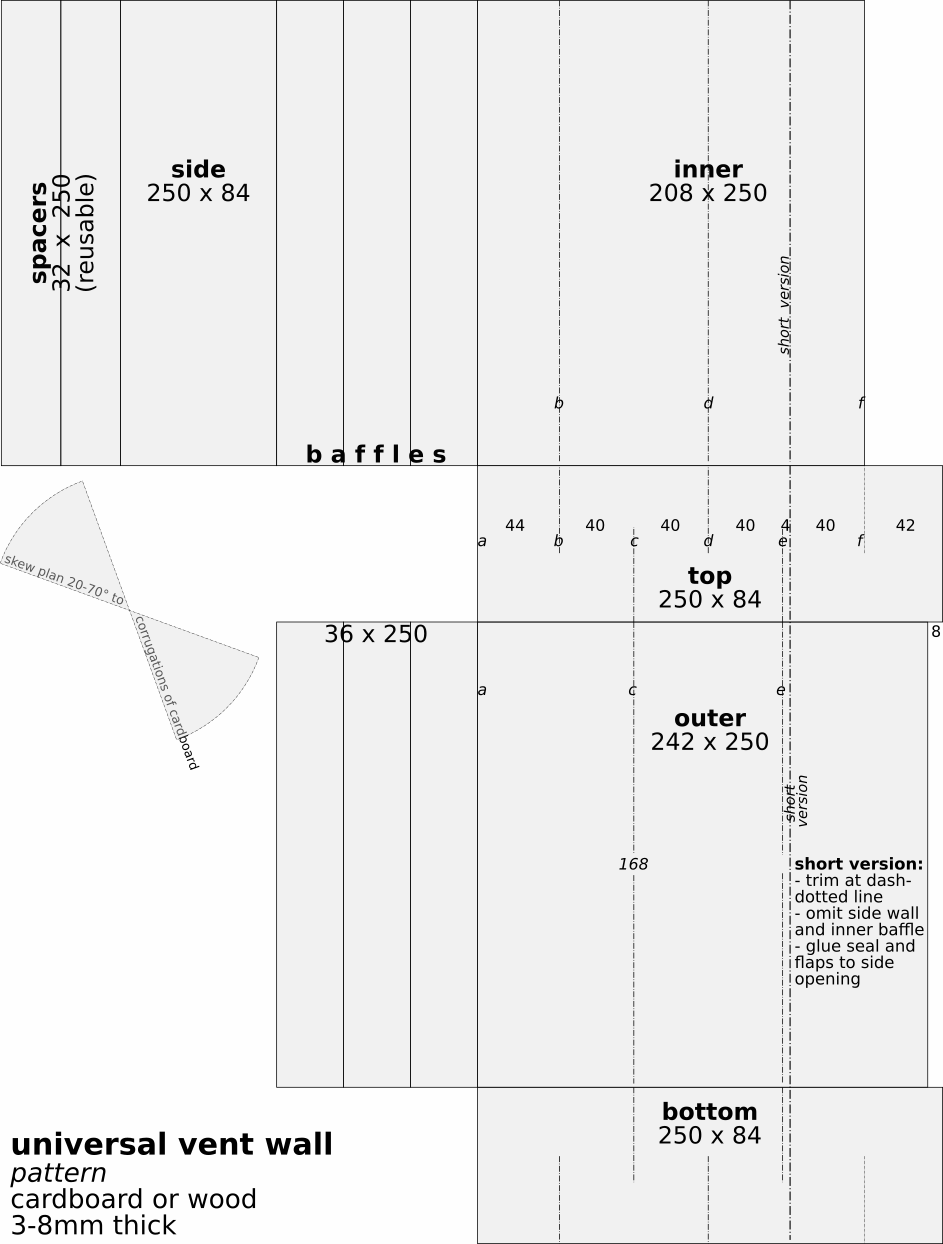 spacers
32 x 250
(reusable)
side
250 x 84
inner
208 x 250
short version
b d f
baffles
44 40 40 40 4 40 42
a b c d e f
top
250 x 84
skew plan 20-70° to
corrugations of cardboard
36 x 250
8
a c e
outer
242 x 250
short
version
168
short version:
- trim at dash-
dotted line
- omit side wall
and inner baffle
- glue seal and
flaps to side
opening
bottom
250 x 84
universal vent wall
pattern
cardboard or wood
3-8mm thick